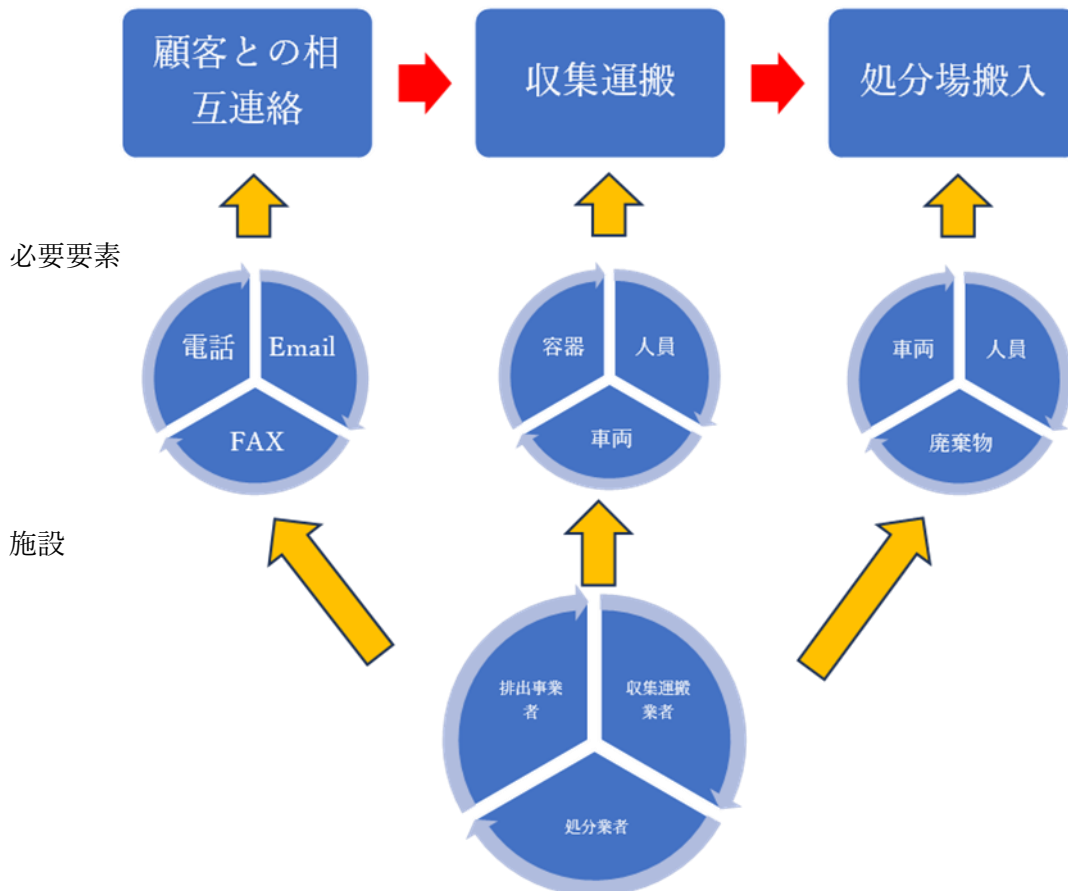 顧客との相
互連絡
収集運搬
処分場搬入
必要要素
電話
Email
FAX
容器
人員
車両
車両
人員
廃棄物
施設
排出事業
者
収集運搬
業者
処分業者